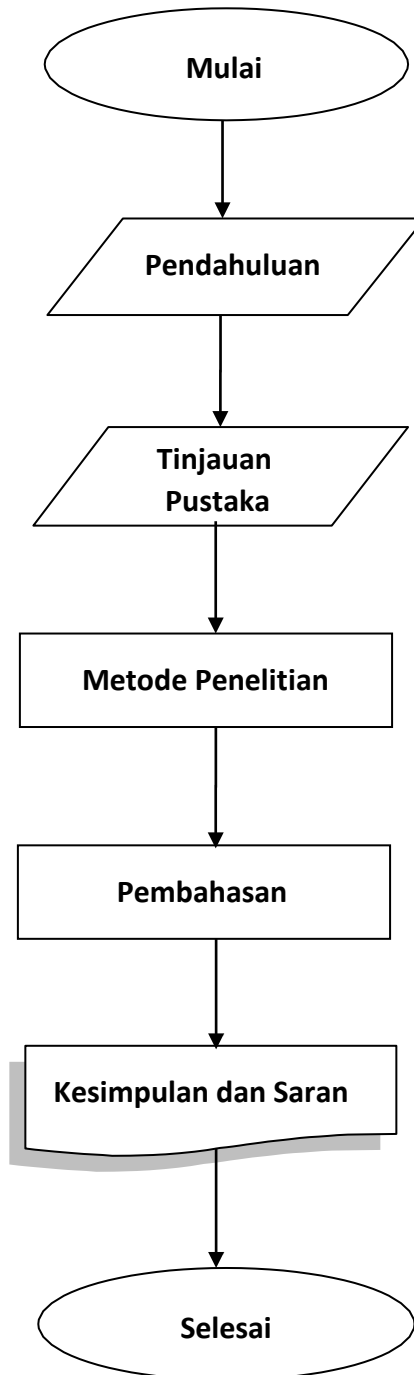 Mulai
Pendahuluan
Tinjauan
Pustaka
Metode Penelitian
Pembahasan
Kesimpulan dan Saran
Selesai